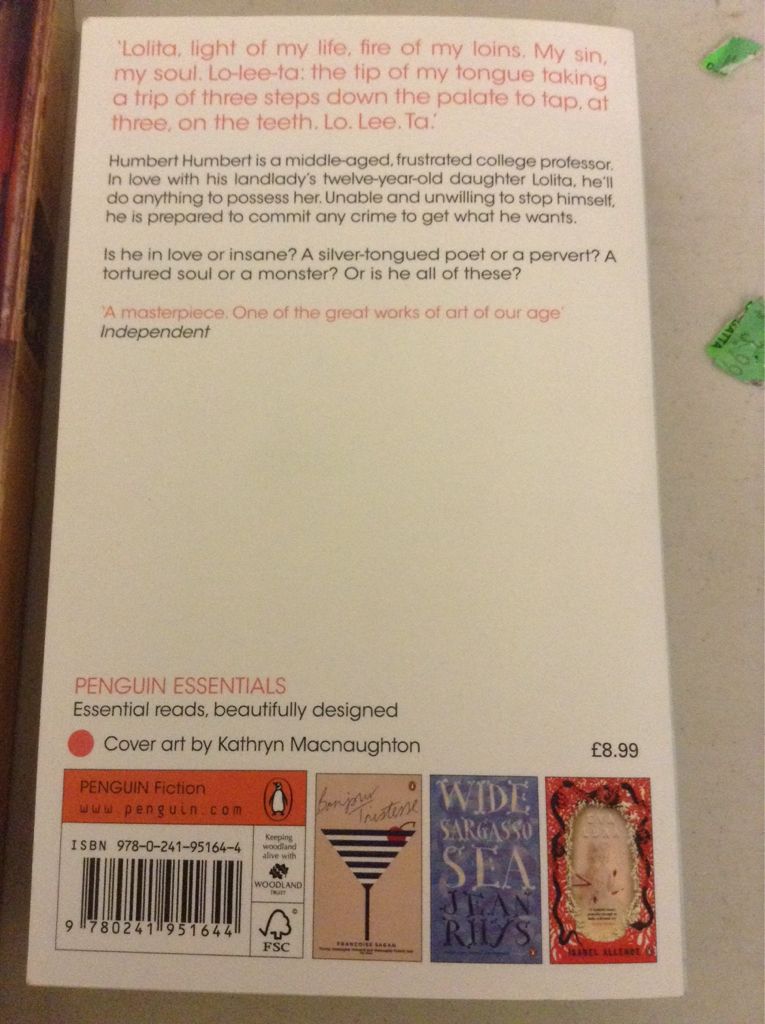 'Lolita, light of my life, fire of my loins. My sin,
my soul. Lo-lee-ta: the tip of my tongue taking
a trip of three steps down the palate to tap, at
three, on the teeth. Lo. Lee. Ta.'
Humbert Humbert is a middle-aged, frustrated college professor.
In love with his landlady's twelve-year-old daughter Lolita, he'll
do anything to possess her. Unable and unwilling to stop himself,
he is prepared to commit any crime to get what he wants.
Is he in love or insane? A silver-tongued poet or a pervert? A
tortured soul or a monster? Or is he all of these?
'A masterpiece. One of the great works of art of our age'
Independent
PENGUIN ESSENTIALS
Essential reads, beautifully designed
Cover art by Kathryn Macnaughton
£8.99
PENGUIN Fiction
www.penguin.com
ISBN 978-0-241-95164-4
9 780241 951644
Keeping
woodland
alive with
WOODLAND
TRUST
FSC
Bonjour
Tristesse
FRANÇOISE SAGAN
WIDE
SARGASSO
SEA
JEAN
RHYS
ISABEL ALLENDE